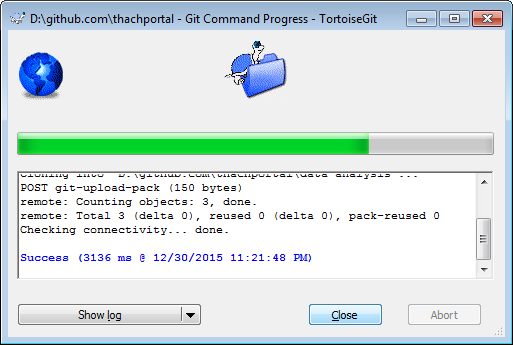 D:\github.com\thachportal - Git Command Progress - TortoiseGit
Cloning into 'D:\github.com\thachportal\data analysis'...
POST git-upload-pack (150 bytes)
remote: Counting objects: 3, done.
remote: Total 3 (delta 0), reused 0 (delta 0), pack-reused 0
Checking connectivity... done.
Success (3136 ms @ 12/30/2015 11:21:48 PM)
Show log
Close
Abort